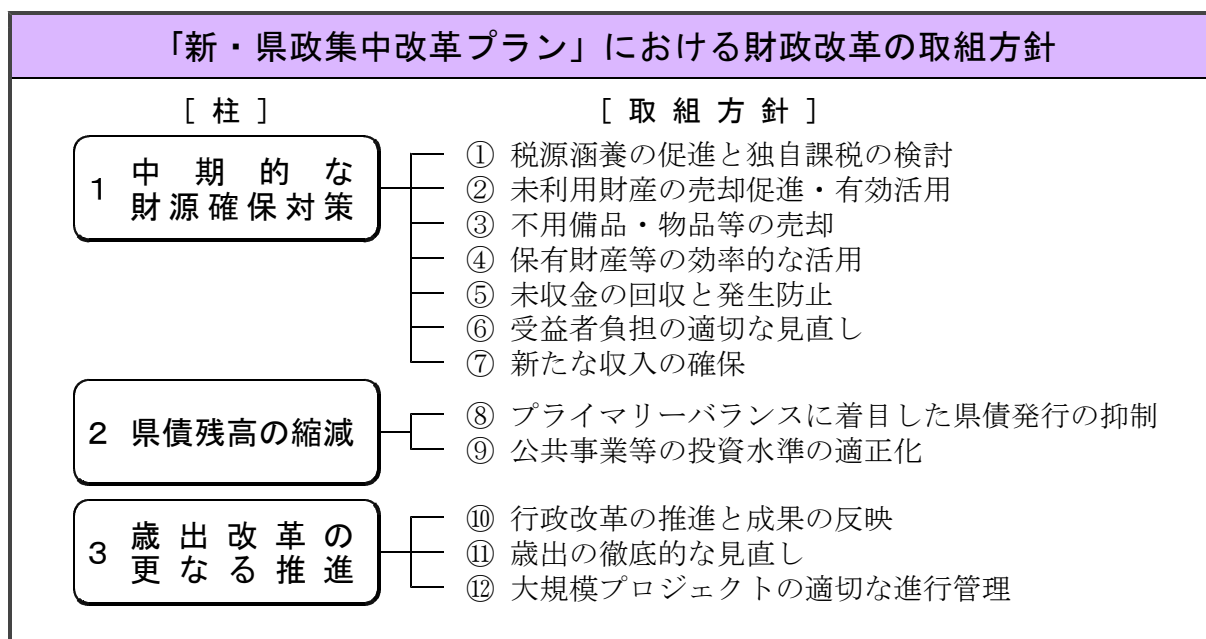 「新・県政集中改革プラン」における財政改革の取組方針
［ 柱 ］
［ 取 組 方 針 ］
1 中期的な
財源確保対策
① 税源涵養の促進と独自課税の検討
② 未利用財産の売却促進・有効活用
③ 不用備品・物品等の売却
④ 保有財産等の効率的な活用
⑤ 未収金の回収と発生防止
⑥ 受益者負担の適切な見直し
⑦ 新たな収入の確保
2 県債残高の縮減
⑧ プライマリーバランスに着目した県債発行の抑制
⑨ 公共事業等の投資水準の適正化
3 歳出改革の
更なる推進
⑩ 行政改革の推進と成果の反映
⑪ 歳出の徹底的な見直し
⑫ 大規模プロジェクトの適切な進行管理